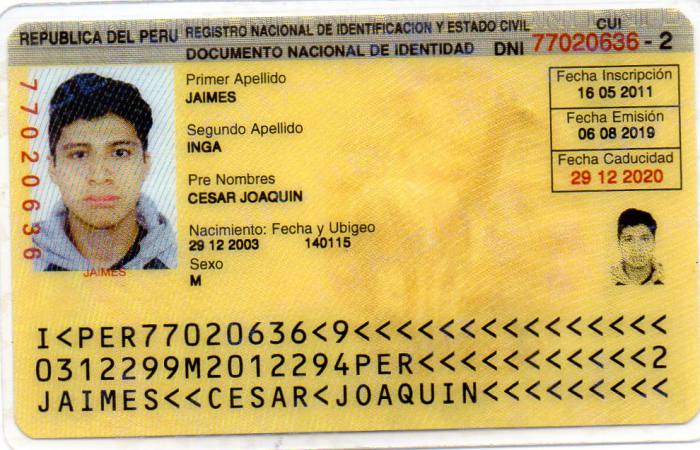 REPUBLICA DEL PERU REGISTRO NACIONAL DE IDENTIFICACION Y ESTADO CIVIL CUI
DOCUMENTO NACIONAL DE IDENTIDAD DNI 77020636 - 2
77020636
Primer Apellido
JAIMES
Segundo Apellido
INGA
Pre Nombres
CESAR JOAQUIN
Nacimiento: Fecha y Ubigeo
29 12 2003 140115
Sexo
M
Fecha Inscripción
16 05 2011
Fecha Emisión
06 08 2019
Fecha Caducidad
29 12 2020
JAIMES
I<PER77020636<9<<<<<<<<<<<<<<<
0312299M2012294PER<<<<<<<<<<<2
JAIMES<<CESAR<JOAQUIN<<<<<<<<<